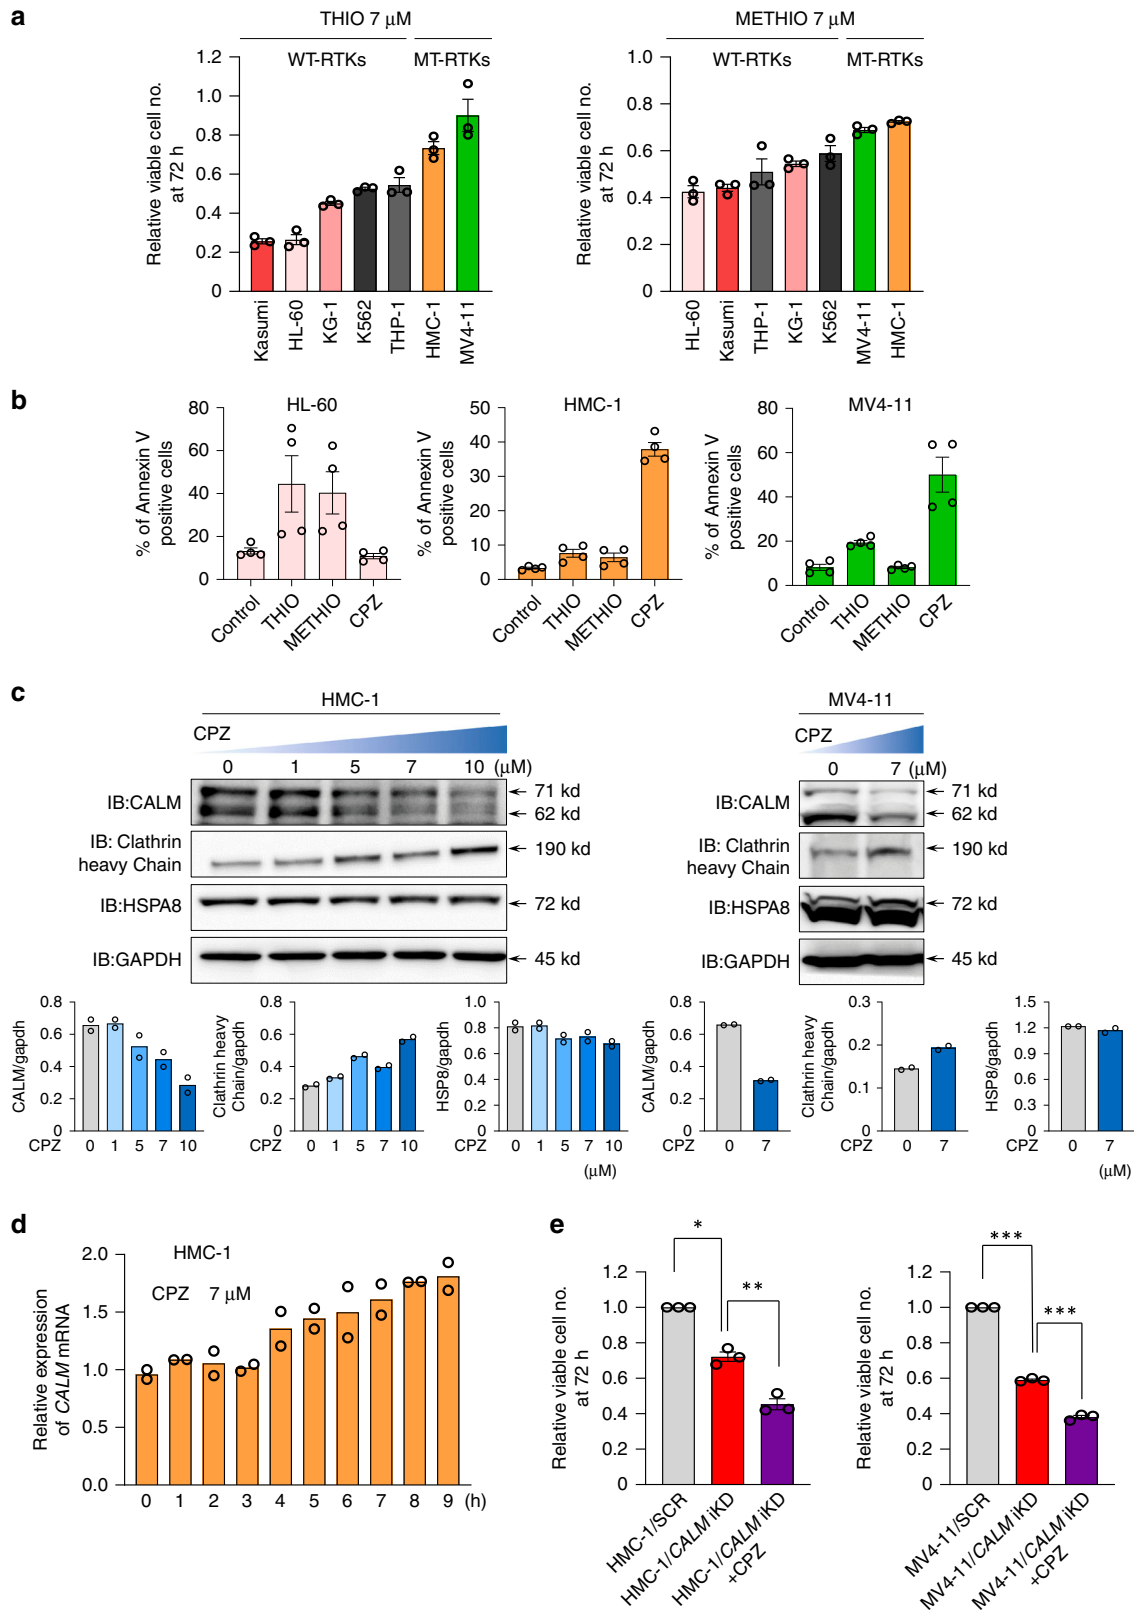 a
THIO 7 μM
WT-RTKs MT-RTKs
Relative viable cell no.
at 72 h
1.2
1.0
0.8
0.6
0.4
0.2
0
Kasumi
HL-60
KG-1
K562
THP-1
HMC-1
MV4-11
METHIO 7 μM
WT-RTKs MT-RTKs
Relative viable cell no.
at 72 h
1.0
0.8
0.6
0.4
0.2
0
HL-60
Kasumi
THP-1
KG-1
K562
MV4-11
HMC-1
b
HL-60
% of Annexin V
positive cells
80
60
40
20
0
Control
THIO
METHIO
CPZ
HMC-1
% of Annexin V
positive cells
50
40
30
20
10
0
Control
THIO
METHIO
CPZ
MV4-11
% of Annexin V
positive cells
80
60
40
20
0
Control
THIO
METHIO
CPZ
c
HMC-1
CPZ
0 1 5 7 10 (μM)
IB:CALM
71 kd
62 kd
IB: Clathrin
heavy Chain
190 kd
IB:HSPA8
72 kd
IB:GAPDH
45 kd
MV4-11
CPZ
0 7 (μM)
IB:CALM
71 kd
62 kd
IB: Clathrin
heavy Chain
190 kd
IB:HSPA8
72 kd
IB:GAPDH
45 kd
CALM/gapdh
0.8
0.6
0.4
0.2
0
CPZ 0 1 5 7 10
Clathrin heavy
Chain/gapdh
0.8
0.6
0.4
0.2
0
CPZ 0 1 5 7 10
HSP8/gapdh
1.0
0.8
0.6
0.4
0.2
0
CPZ 0 1 5 7 10
(μM)
CALM/gapdh
0.8
0.6
0.4
0.2
0
CPZ 0 7
Clathrin heavy
Chain/gapdh
0.3
0.2
0.1
0
CPZ 0 7
HSP8/gapdh
1.5
1.2
0.9
0.6
0.3
0
CPZ 0 7
(μM)
d
HMC-1
CPZ 7 μM
Relative expression
of CALM mRNA
2.0
1.5
1.0
0.5
0.0
0 1 2 3 4 5 6 7 8 9 (h)
e
*
**
Relative viable cell no.
at 72 h
1.2
1.0
0.8
0.6
0.4
0.2
0
HMC-1/SCR
HMC-1/CALM iKD
HMC-1/CALM iKD
+CPZ
***
***
Relative viable cell no.
at 72 h
1.2
1.0
0.8
0.6
0.4
0.2
0
MV4-11/SCR
MV4-11/CALM iKD
MV4-11/CALM iKD
+CPZ